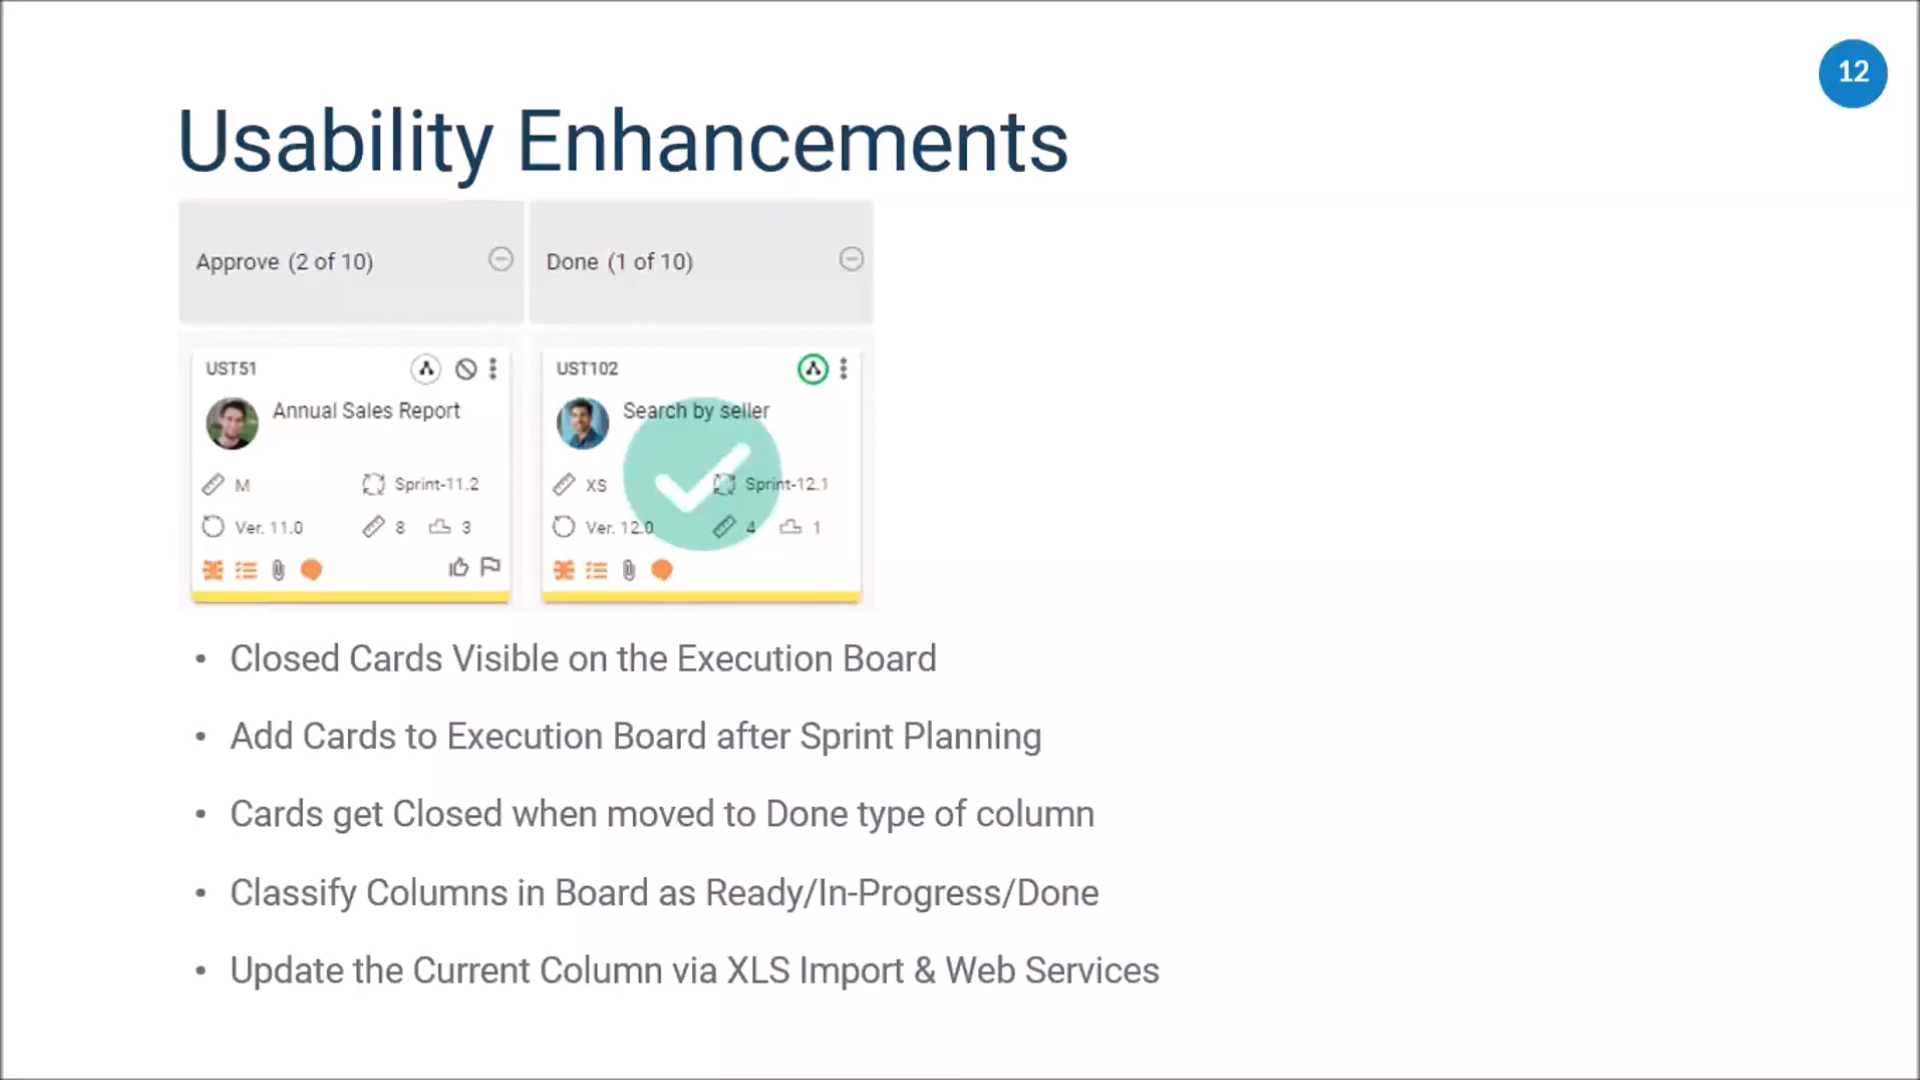 12
Usability Enhancements
Approve (2 of 10)
Done (1 of 10)
UST51
Annual Sales Report
M
Sprint-11.2
Ver. 11.0
8
3
UST102
Search by seller
XS
Sprint-12.1
Ver. 12.0
4
1
• Closed Cards Visible on the Execution Board
• Add Cards to Execution Board after Sprint Planning
• Cards get Closed when moved to Done type of column
• Classify Columns in Board as Ready/In-Progress/Done
• Update the Current Column via XLS Import & Web Services